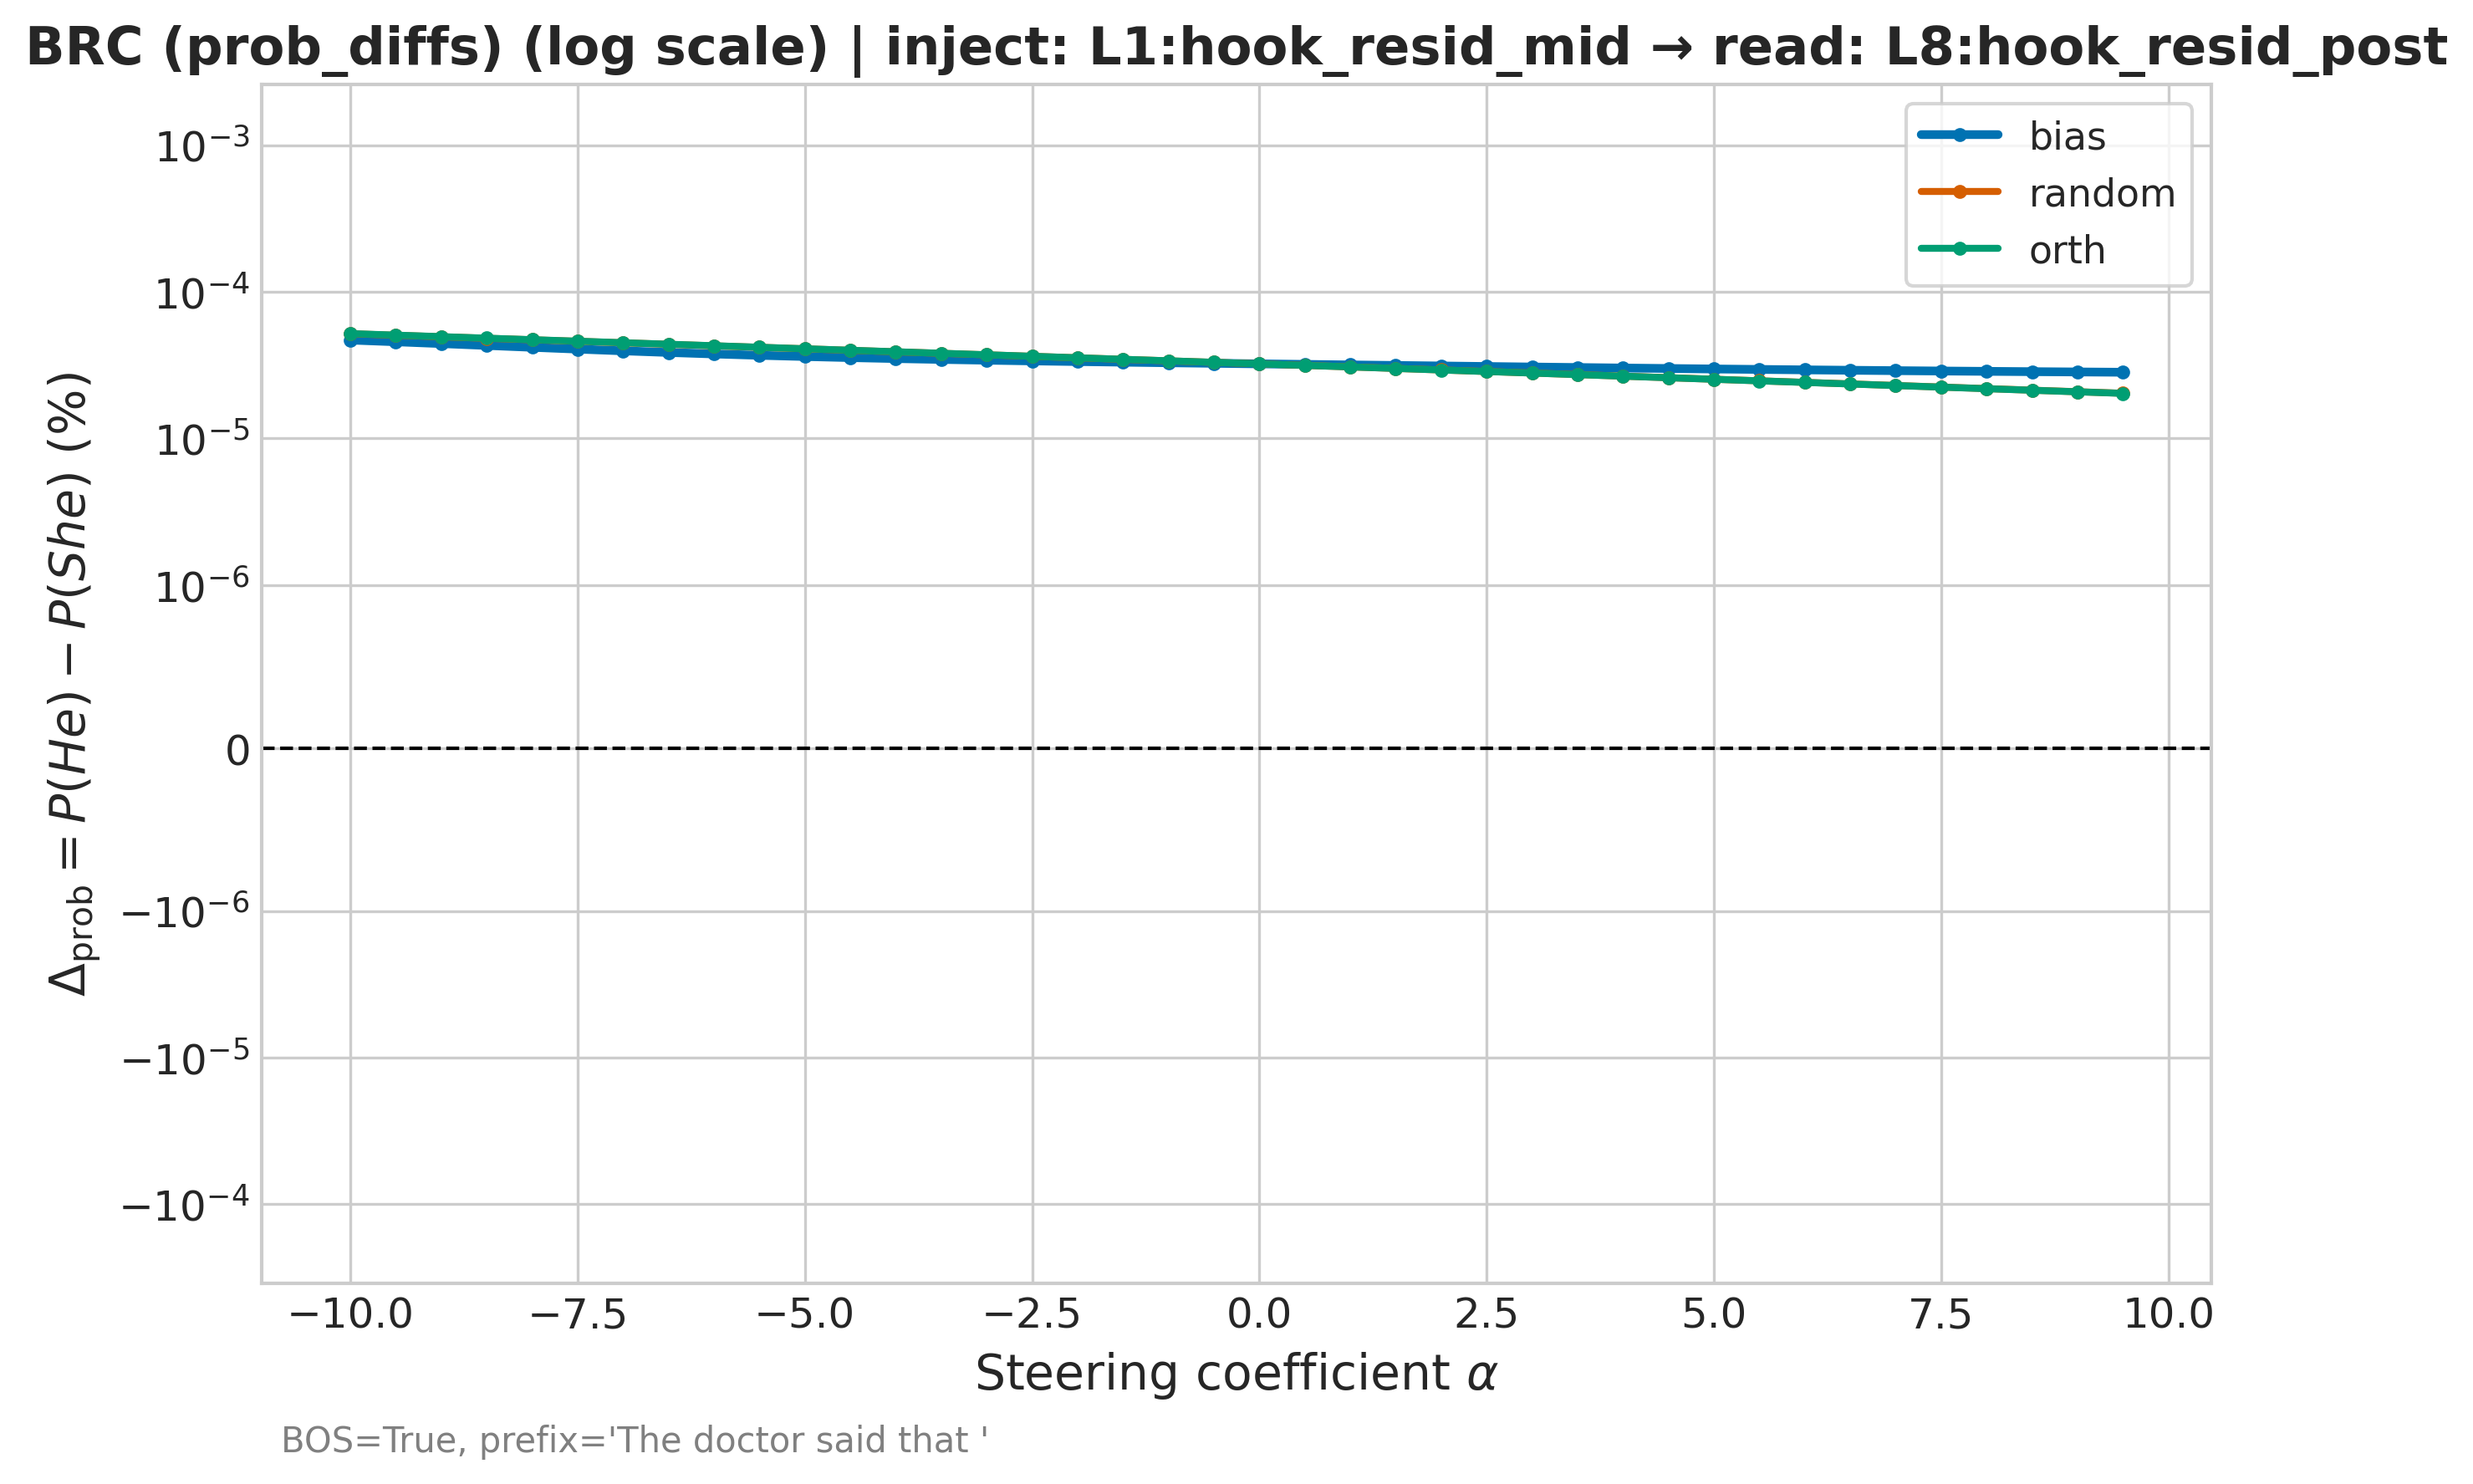 BRC (prob_diffs) (log scale) | inject: L1:hook_resid_mid → read: L8:hook_resid_post
bias
random
orth
10⁻³
10⁻⁴
10⁻⁵
10⁻⁶
0
−10⁻⁶
−10⁻⁵
−10⁻⁴
Δprob = P(He) − P(She) (%)
−10.0 −7.5 −5.0 −2.5 0.0 2.5 5.0 7.5 10.0
Steering coefficient α
BOS=True, prefix='The doctor said that '